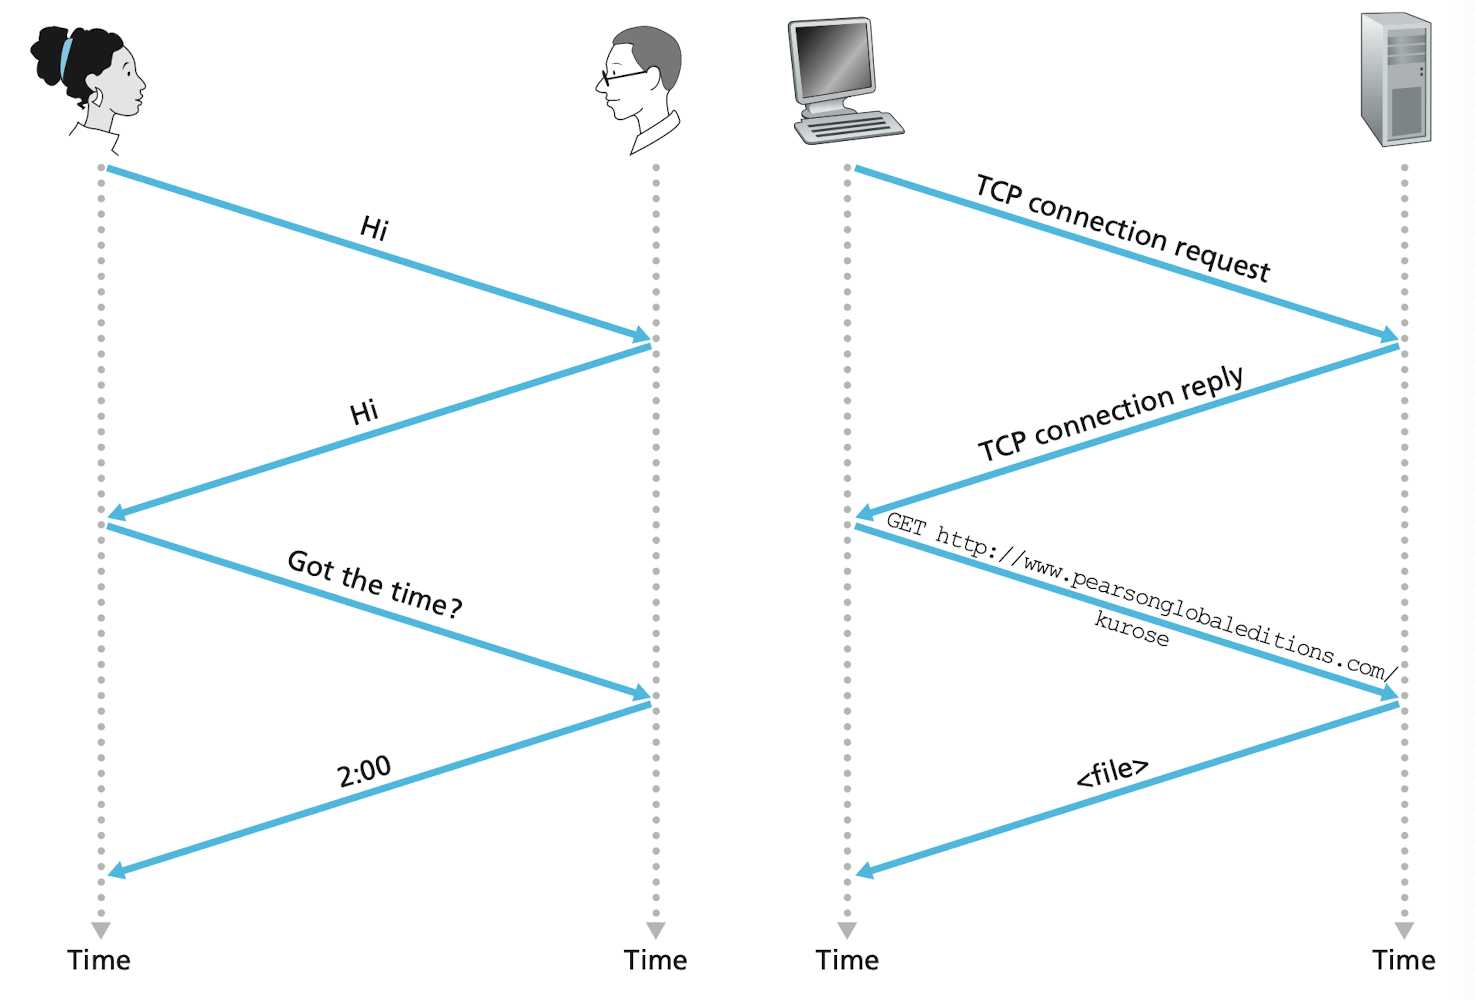 Hi
Hi
Got the time?
2:00
Time
Time
TCP connection request
TCP connection reply
GET http://www.pearsonglobaleditions.com/
kurose
<file>
Time
Time